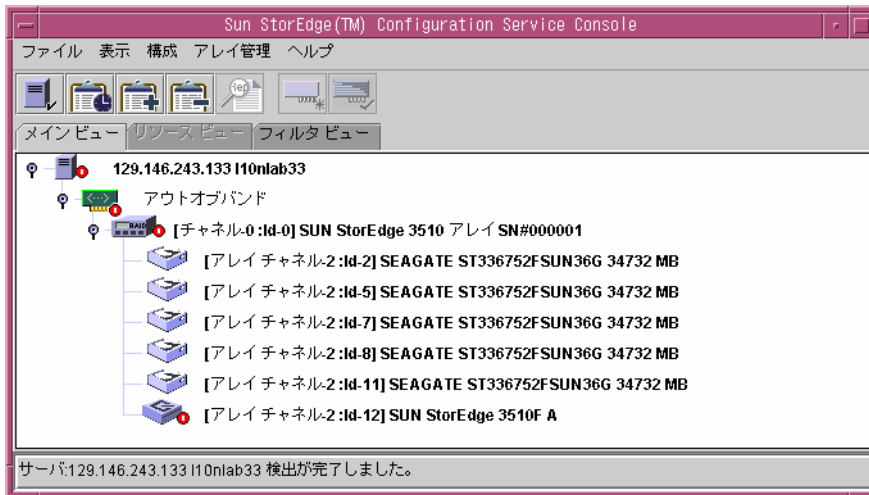 Sun StorEdge(TM) Configuration Service Console
ファイル 表示 構成 アレイ管理 ヘルプ
メイン ビュー リソース ビュー フィルタ ビュー
129.146.243.133 l10nlab33
アウトオブバンド
[チャネル-0 :Id-0] SUN StorEdge 3510 アレイ SN#000001
[アレイ チャネル-2 :Id-2] SEAGATE ST336752FSUN36G 34732 MB
[アレイ チャネル-2 :Id-5] SEAGATE ST336752FSUN36G 34732 MB
[アレイ チャネル-2 :Id-7] SEAGATE ST336752FSUN36G 34732 MB
[アレイ チャネル-2 :Id-8] SEAGATE ST336752FSUN36G 34732 MB
[アレイ チャネル-2 :Id-11] SEAGATE ST336752FSUN36G 34732 MB
[アレイ チャネル-2 :Id-12] SUN StorEdge 3510F A
サーバ:129.146.243.133 l10nlab33 検出が完了しました。